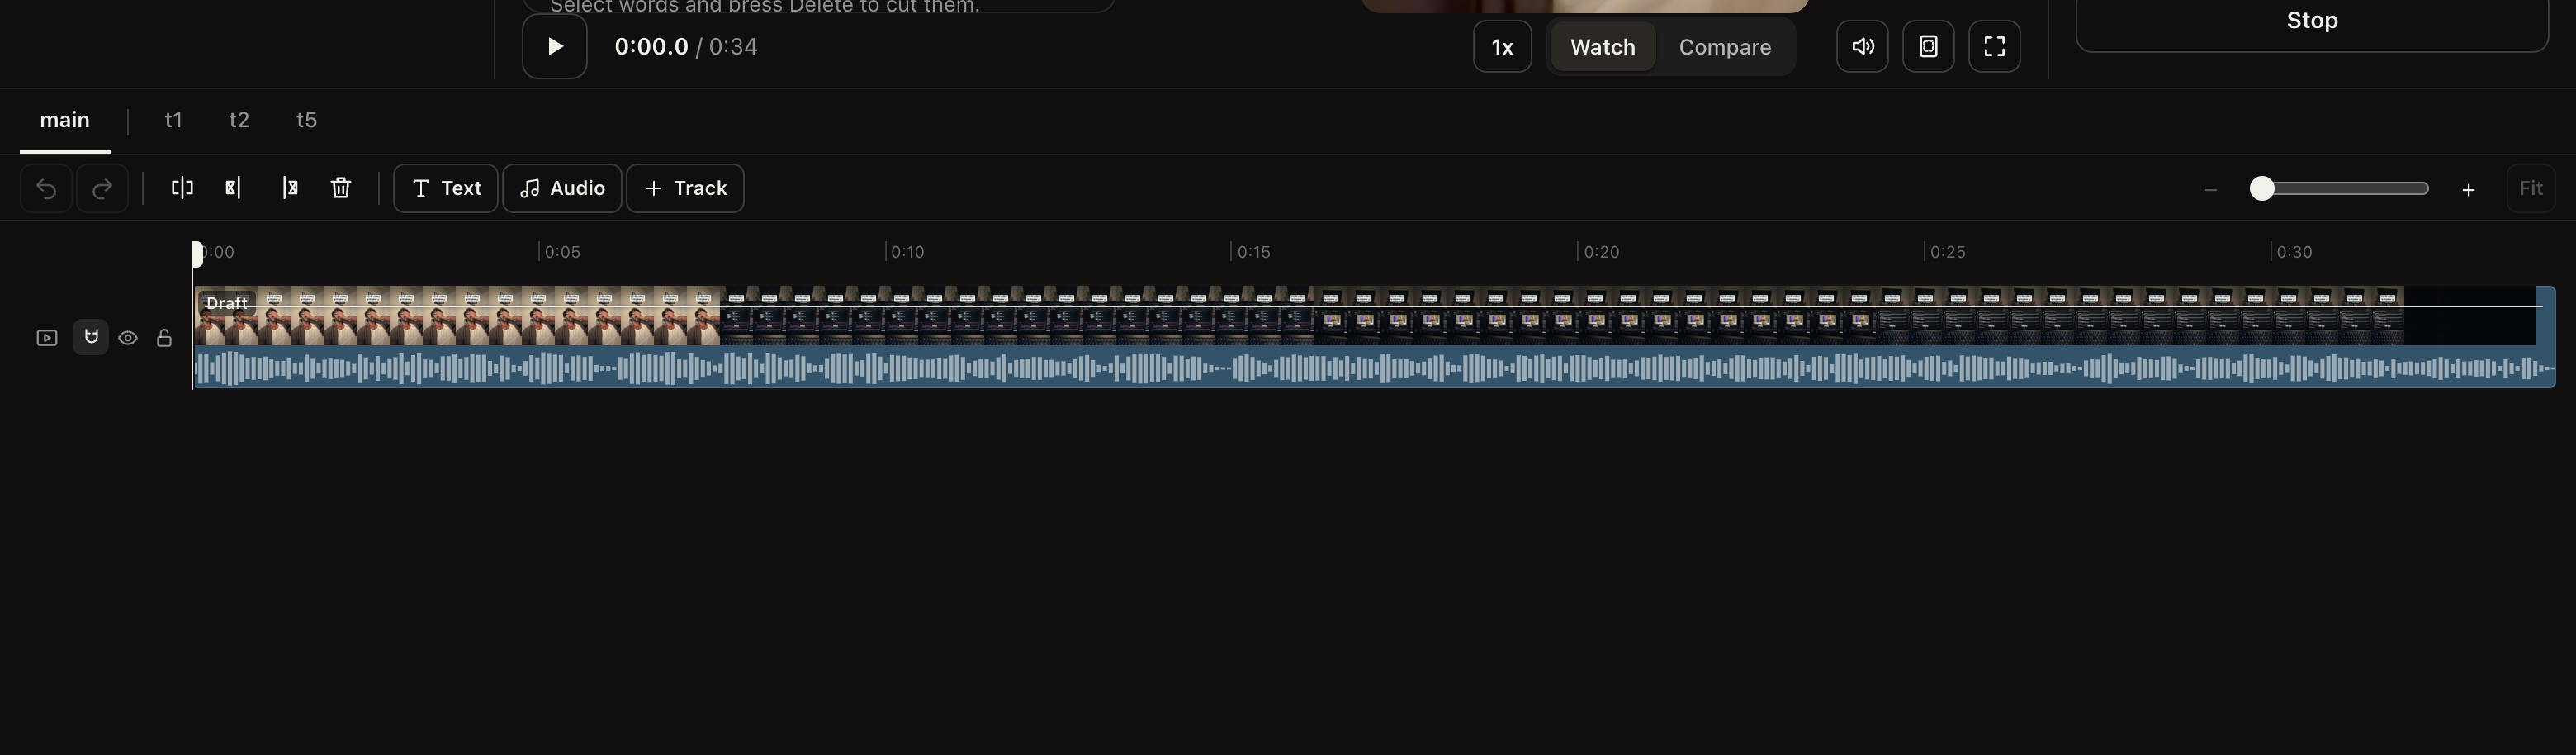 Select words and press Delete to cut them.
Stop
0:00.0 / 0:34
1x
Watch
Compare
main
t1
t2
t5
Text
Audio
Track
Fit
0:00
0:05
0:10
0:15
0:20
0:25
0:30
Draft